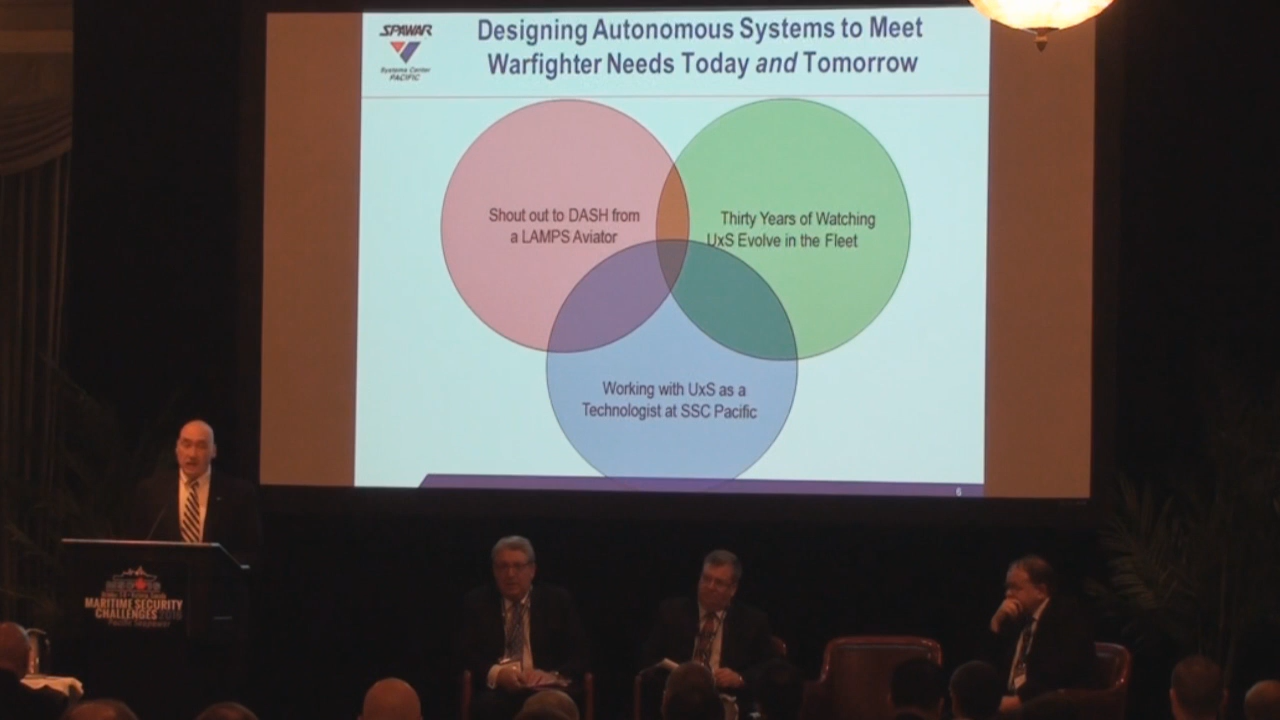 SPAWAR
Systems Center
PACIFIC
Designing Autonomous Systems to Meet
Warfighter Needs Today and Tomorrow
Shout out to DASH from
a LAMPS Aviator
Thirty Years of Watching
UxS Evolve in the Fleet
Working with UxS as a
Technologist at SSC Pacific
6
MARITIME SECURITY
CHALLENGES